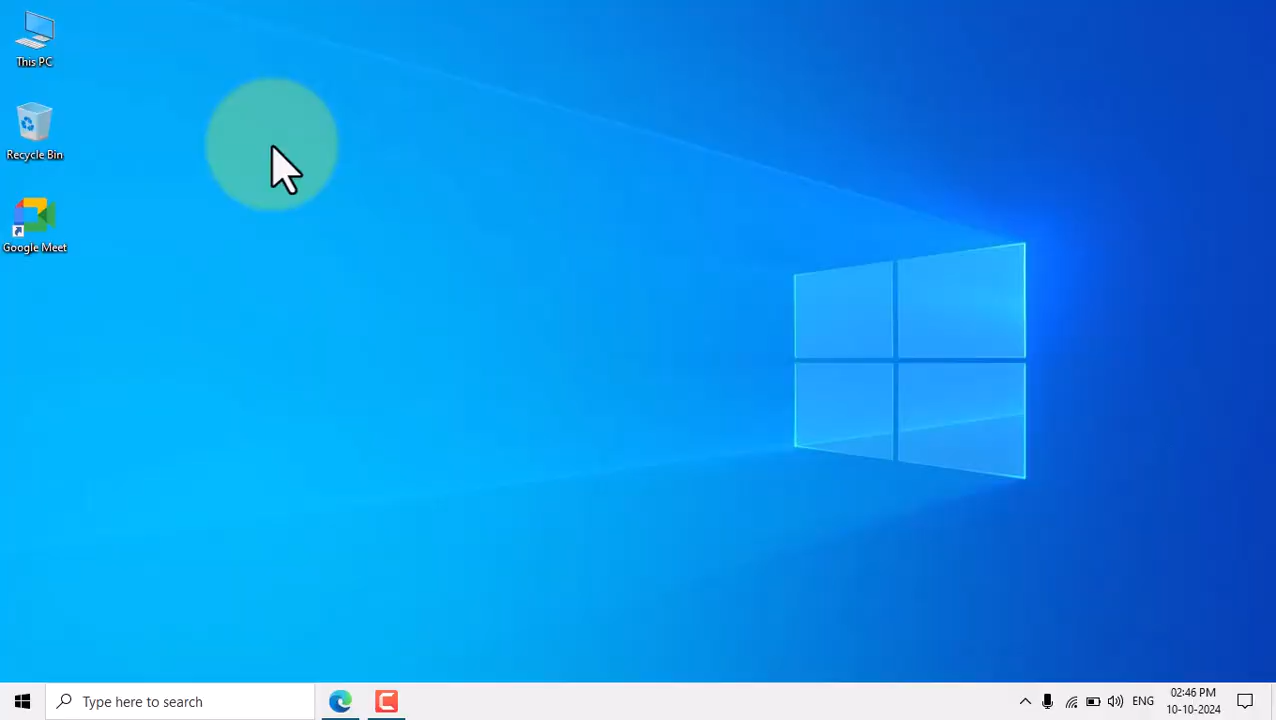 This PC
Recycle Bin
Google Meet
Type here to search
ENG
02:46 PM
10-10-2024